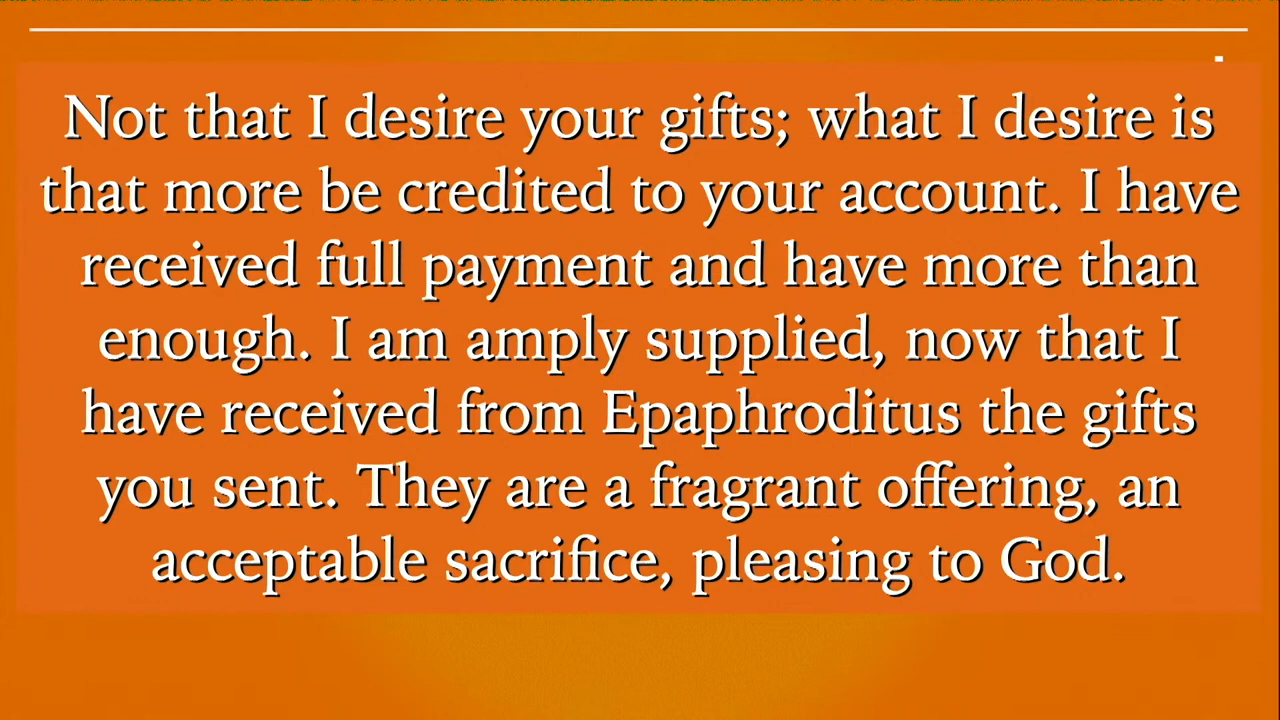 Not that I desire your gifts; what I desire is
that more be credited to your account. I have
received full payment and have more than
enough. I am amply supplied, now that I
have received from Epaphroditus the gifts
you sent. They are a fragrant offering, an
acceptable sacrifice, pleasing to God.